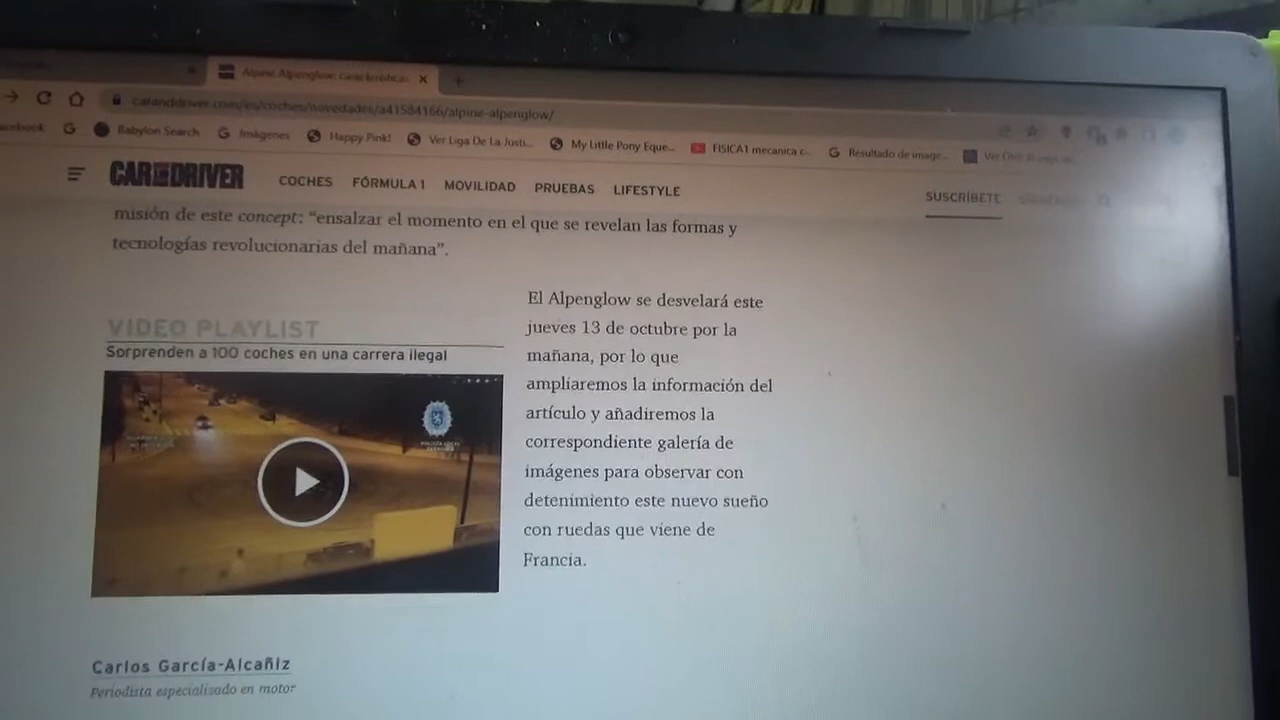 Alpine Alpenglow: características
caranddriver.com/es/coches/novedades/a41584166/alpine-alpenglow/
Babylon Search Imágenes Happy Pink! Ver Liga De La Justi... My Little Pony Eque... FISICA1 mecanica c... Resultado de image...
CAR AND DRIVER COCHES FÓRMULA 1 MOVILIDAD PRUEBAS LIFESTYLE SUSCRÍBETE
misión de este concept: “ensalzar el momento en el que se revelan las formas y
tecnologías revolucionarias del mañana”.
VIDEO PLAYLIST
Sorprenden a 100 coches en una carrera ilegal
El Alpenglow se desvelará este
jueves 13 de octubre por la
mañana, por lo que
ampliaremos la información del
artículo y añadiremos la
correspondiente galería de
imágenes para observar con
detenimiento este nuevo sueño
con ruedas que viene de
Francia.
Carlos García-Alcañiz
Periodista especialisado en motor